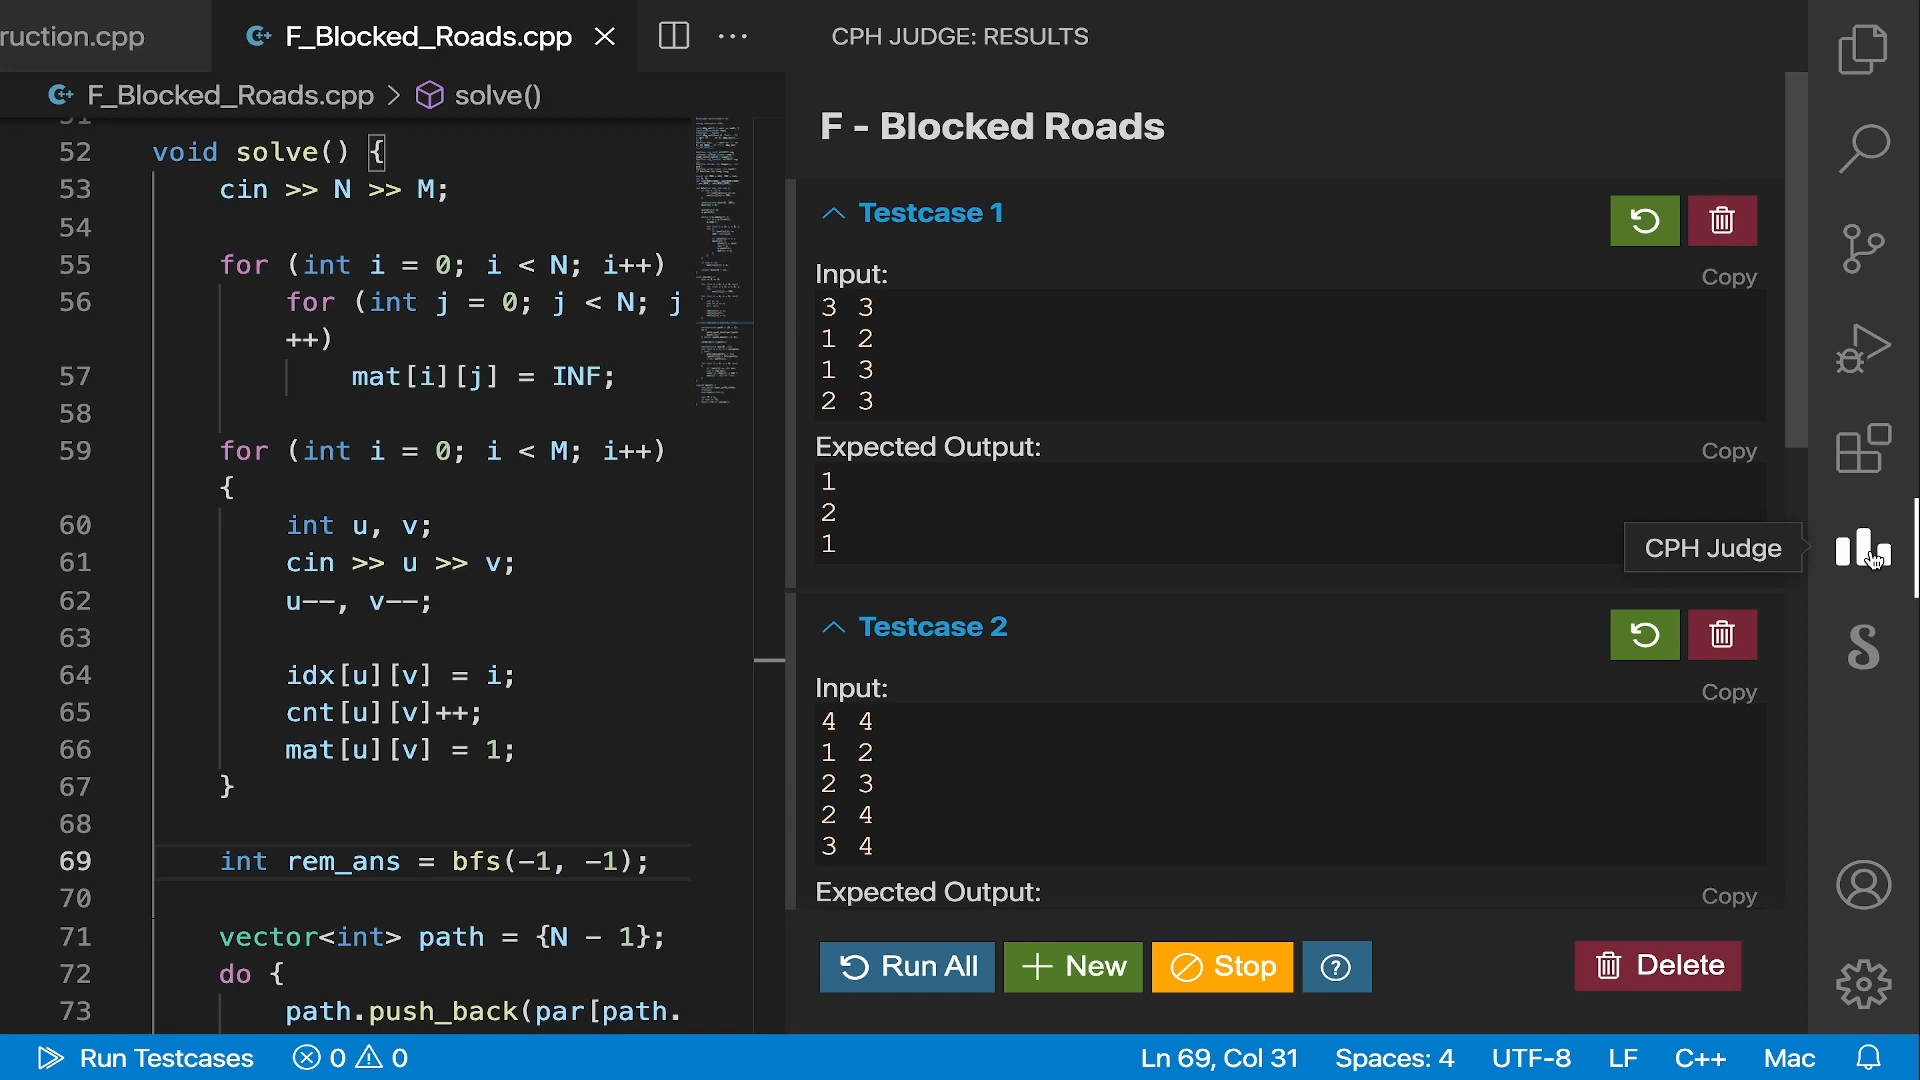 ruction.cpp
F_Blocked_Roads.cpp
CPH JUDGE: RESULTS
F_Blocked_Roads.cpp > solve()
52 void solve() {
53 cin >> N >> M;
54
55 for (int i = 0; i < N; i++)
56 for (int j = 0; j < N; j
++)
57 mat[i][j] = INF;
58
59 for (int i = 0; i < M; i++)
{
60 int u, v;
61 cin >> u >> v;
62 u--, v--;
63
64 idx[u][v] = i;
65 cnt[u][v]++;
66 mat[u][v] = 1;
67 }
68
69 int rem_ans = bfs(-1, -1);
70
71 vector<int> path = {N - 1};
72 do {
73 path.push_back(par[path.
F - Blocked Roads
Testcase 1
Input:
Copy
3 3
1 2
1 3
2 3
Expected Output:
Copy
1
2
1
CPH Judge
Testcase 2
Input:
Copy
4 4
1 2
2 3
2 4
3 4
Expected Output:
Copy
Run All
New
Stop
Delete
Run Testcases
0 0
Ln 69, Col 31
Spaces: 4
UTF-8
LF
C++
Mac